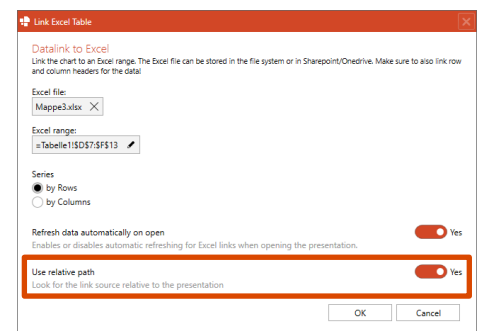 Link Excel Table
Datalink to Excel
Link the chart to an Excel range. The Excel file can be stored in the file system or in Sharepoint/Onedrive. Make sure to also link row
and column headers for the data!
Excel file:
Mappe3.xlsx
Excel range:
=Tabelle1!$D$7:$F$13
Series
by Rows
by Columns
Refresh data automatically on open
Yes
Enables or disables automatic refreshing for Excel links when opening the presentation.
Use relative path
Yes
Look for the link source relative to the presentation
OK
Cancel